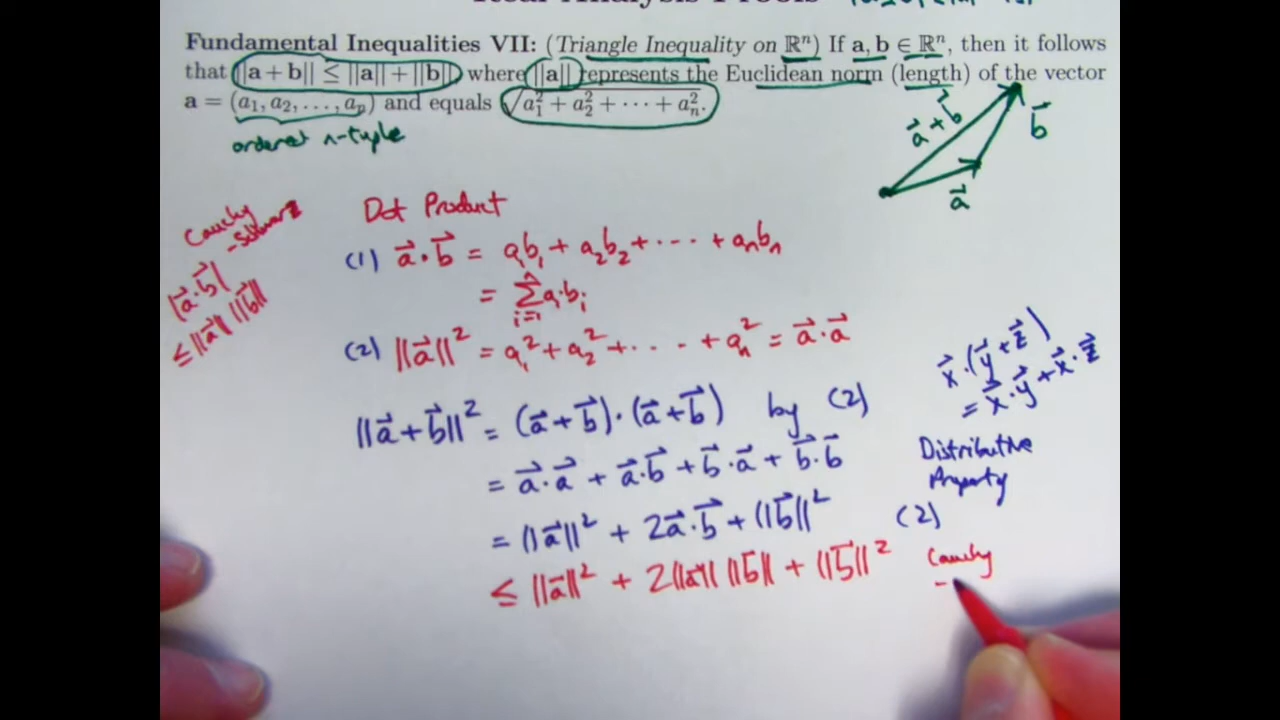 Fundamental Inequalities VII: (Triangle Inequality on ℝⁿ) If a, b ∈ ℝⁿ, then it follows
that ||a + b|| ≤ ||a|| + ||b|| where ||a|| represents the Euclidean norm (length) of the vector
a = (a₁, a₂, …, aₙ) and equals √(a₁² + a₂² + ⋯ + aₙ²).
ordered n-tuple
a⃗ + b⃗
b⃗
a⃗
Cauchy
-Schwarz
|a⃗·b⃗|
≤ ||a⃗|| ||b⃗||
Dot Product
(1) a⃗·b⃗ = a₁b₁ + a₂b₂ + ⋯ + aₙbₙ
= ∑ᵢ₌₁ⁿ aᵢbᵢ
(2) ||a⃗||² = a₁² + a₂² + ⋯ + aₙ² = a⃗·a⃗
||a⃗+b⃗||² = (a⃗+b⃗)·(a⃗+b⃗) by (2)
= a⃗·a⃗ + a⃗·b⃗ + b⃗·a⃗ + b⃗·b⃗
= ||a⃗||² + 2a⃗·b⃗ + ||b⃗||² (2)
≤ ||a⃗||² + 2||a⃗|| ||b⃗|| + ||b⃗||² Cauchy
-
x⃗·(y⃗+z⃗)
= x⃗·y⃗ + x⃗·z⃗
Distributive
Property